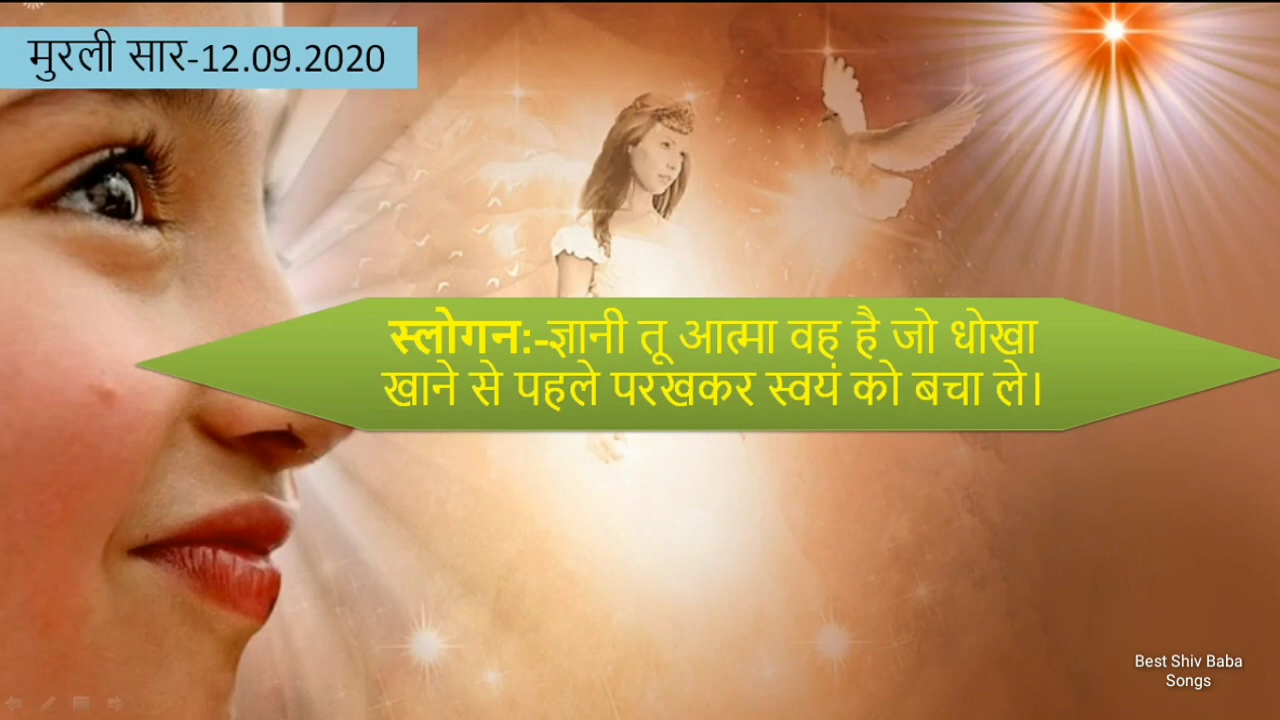 मुरली सार-12.09.2020
स्लोगन:-ज्ञानी तू आत्मा वह है जो धोखा
खाने से पहले परखकर स्वयं को बचा ले।
Best Shiv Baba
Songs